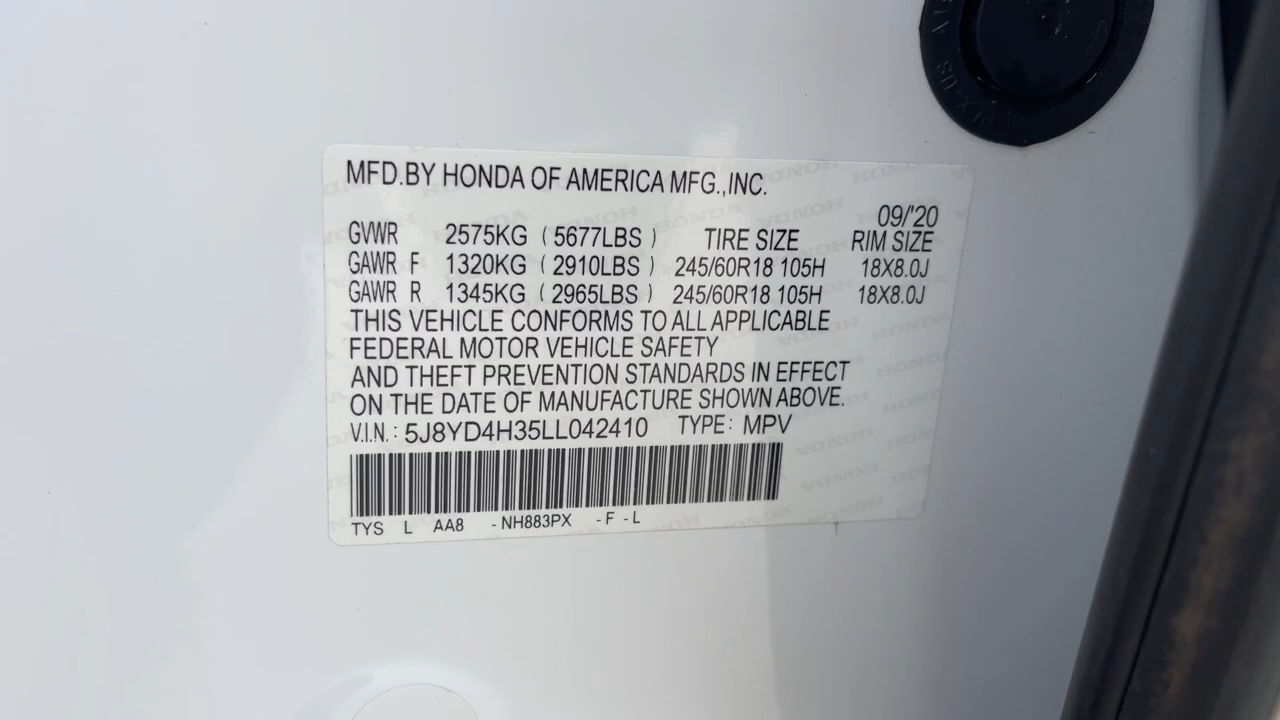 MFD.BY HONDA OF AMERICA MFG.,INC.
09/'20
GVWR 2575KG ( 5677LBS ) TIRE SIZE RIM SIZE
GAWR F 1320KG ( 2910LBS ) 245/60R18 105H 18X8.0J
GAWR R 1345KG ( 2965LBS ) 245/60R18 105H 18X8.0J
THIS VEHICLE CONFORMS TO ALL APPLICABLE
FEDERAL MOTOR VEHICLE SAFETY
AND THEFT PREVENTION STANDARDS IN EFFECT
ON THE DATE OF MANUFACTURE SHOWN ABOVE.
V.I.N.: 5J8YD4H35LL042410 TYPE: MPV
TYS L AA8 -NH883PX -F -L